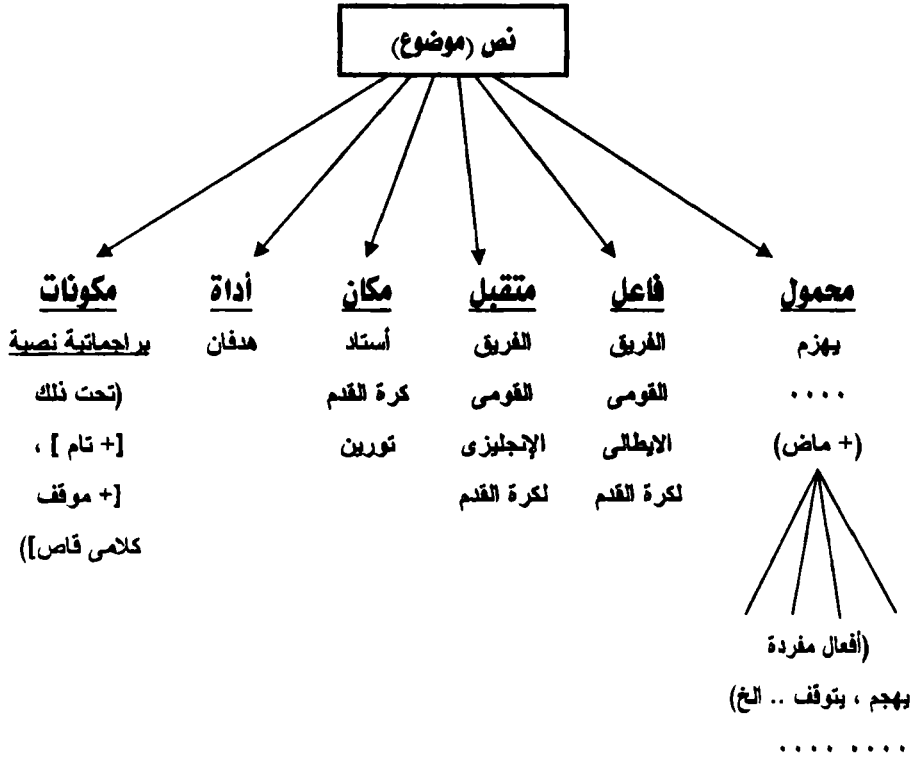 نص (موضوع)
محمول
يهزم
....
(+ ماض)
(أفعال مفردة
يهجم ، يتوقف .. الخ)
.... ....
فاعل
الفريق
القومى
الايطالى
لكرة القدم
متقبل
الفريق
القومى
الإنجليزى
لكرة القدم
مكان
أستاد
كرة القدم
تورين
أداة
هدفان
مكونات
براجماتية نصية
(تحت ذلك
[+ تام ] ،
[+ موقف
كلامى قاص])